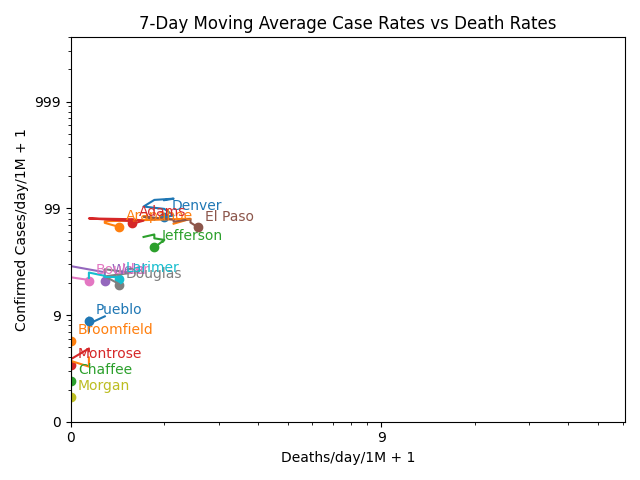 7-Day Moving Average Case Rates vs Death Rates
Confirmed Cases/day/1M + 1
999
99
9
0
Denver
Adams
Arapahoe
El Paso
Jefferson
Larimer
Boulder
Weld
Douglas
Pueblo
Broomfield
Montrose
Chaffee
Morgan
0
9
Deaths/day/1M + 1